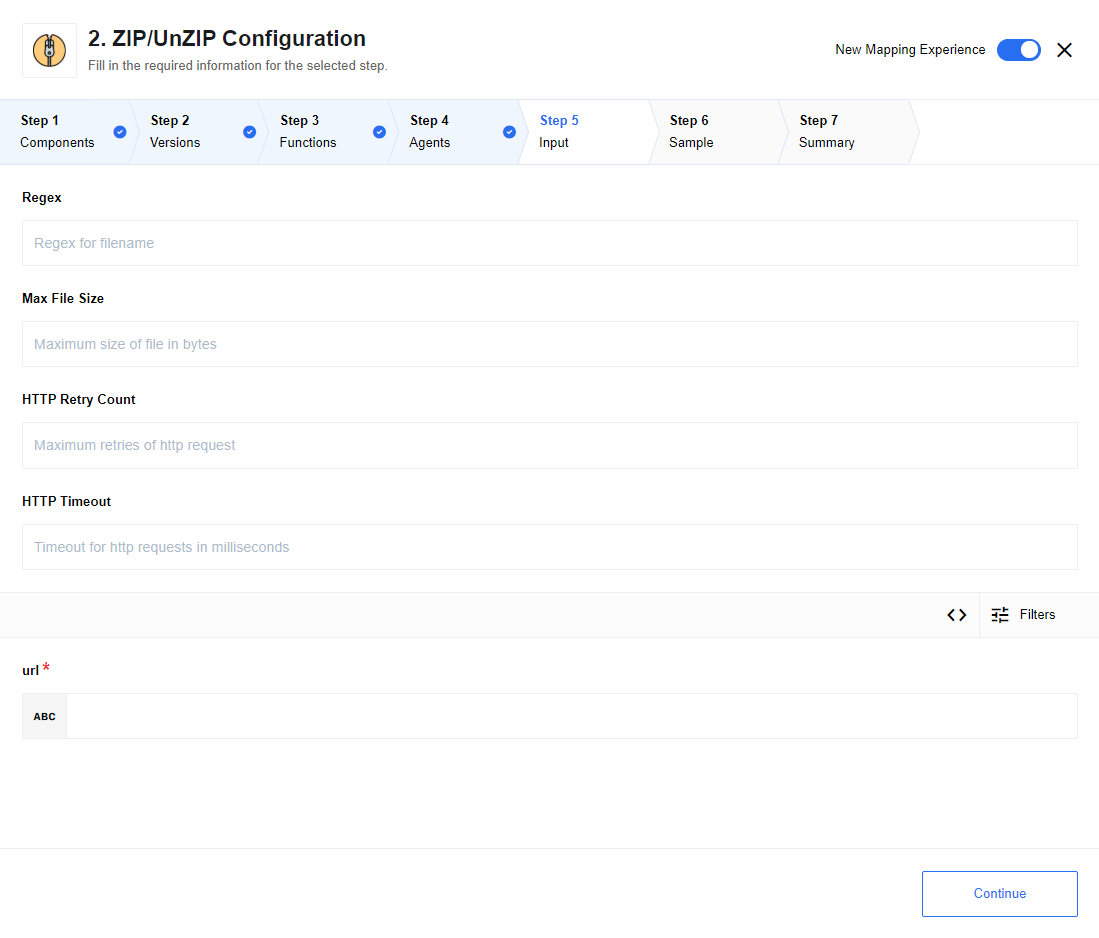 2. ZIP/UnZIP Configuration
Fill in the required information for the selected step.
New Mapping Experience
Step 1
Components
Step 2
Versions
Step 3
Functions
Step 4
Agents
Step 5
Input
Step 6
Sample
Step 7
Summary
Regex
Regex for filename
Max File Size
Maximum size of file in bytes
HTTP Retry Count
Maximum retries of http request
HTTP Timeout
Timeout for http requests in milliseconds
Filters
url *
ABC
Continue